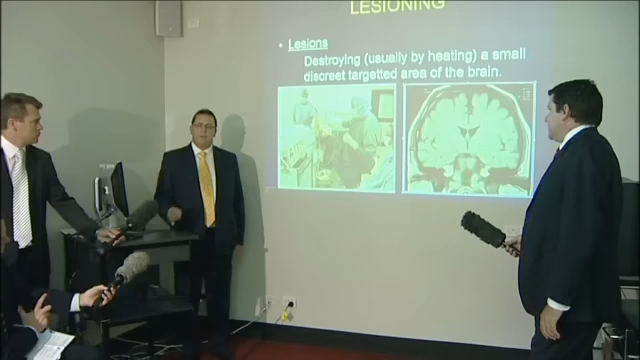 LESIONING
• Lesions
Destroying (usually by heating) a small
discreet targetted area of the brain.